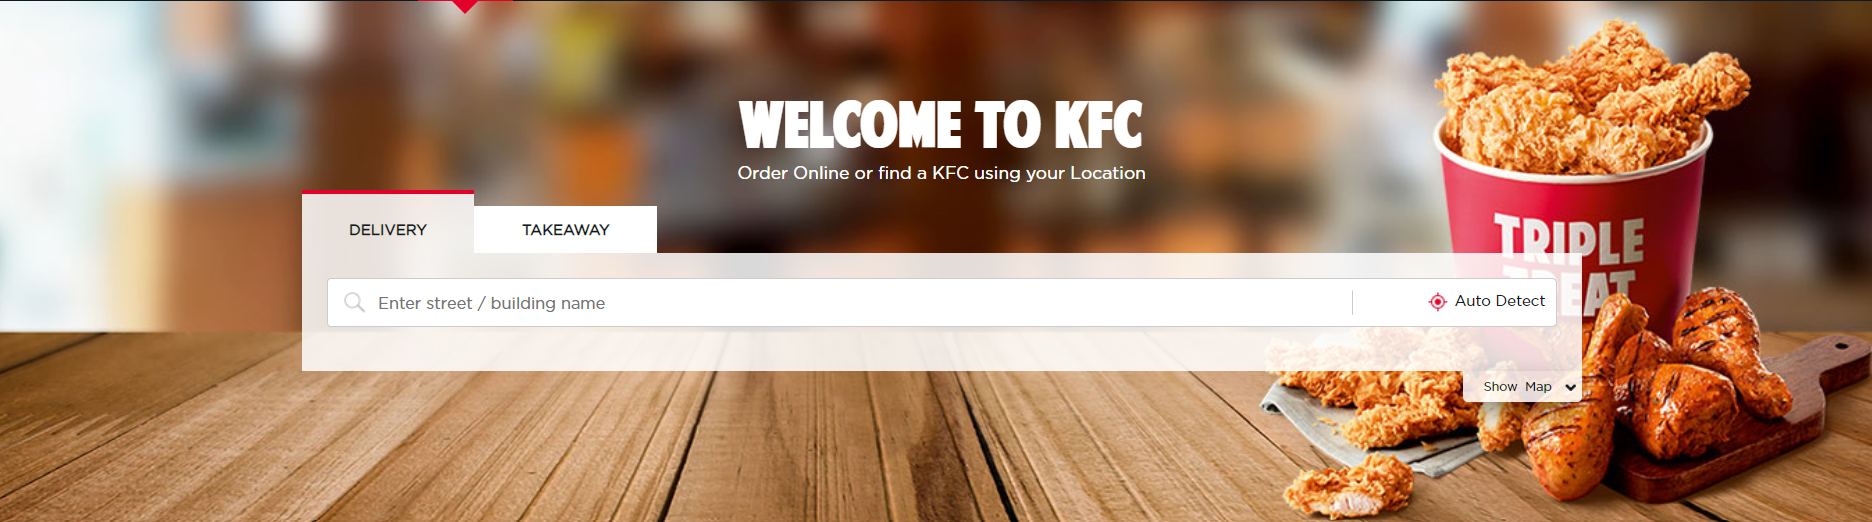 WELCOME TO KFC
Order Online or find a KFC using your Location
DELIVERY
TAKEAWAY
TRIPLE
TREAT
Enter street / building name
Auto Detect
Show Map